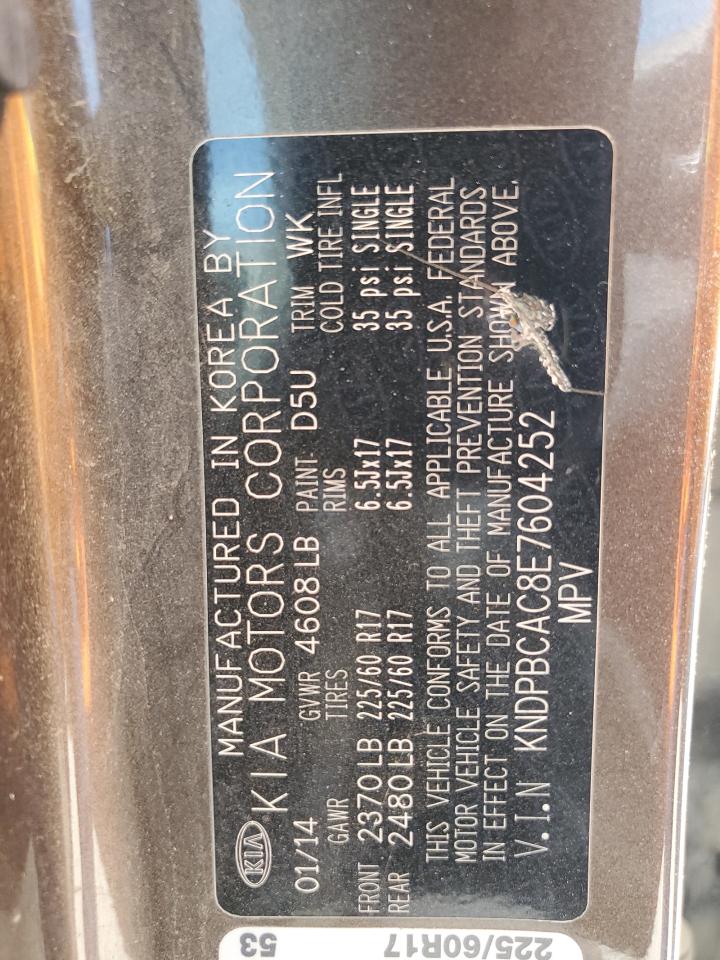 KIA MANUFACTURED IN KOREA BY
KIA MOTORS CORPORATION
01/14 GVWR 4608 LB PAINT D5U TRIM WK
GAWR TIRES RIMS COLD TIRE INFL
FRONT 2370 LB 225/60 R17 6.5Jx17 35 psi SINGLE
REAR 2480 LB 225/60 R17 6.5Jx17 35 psi SINGLE
THIS VEHICLE CONFORMS TO ALL APPLICABLE U.S.A. FEDERAL
MOTOR VEHICLE SAFETY AND THEFT PREVENTION STANDARDS
IN EFFECT ON THE DATE OF MANUFACTURE SHOWN ABOVE.
V.I.N KNDPBCAC8E7604252
MPV
53
225/60R17